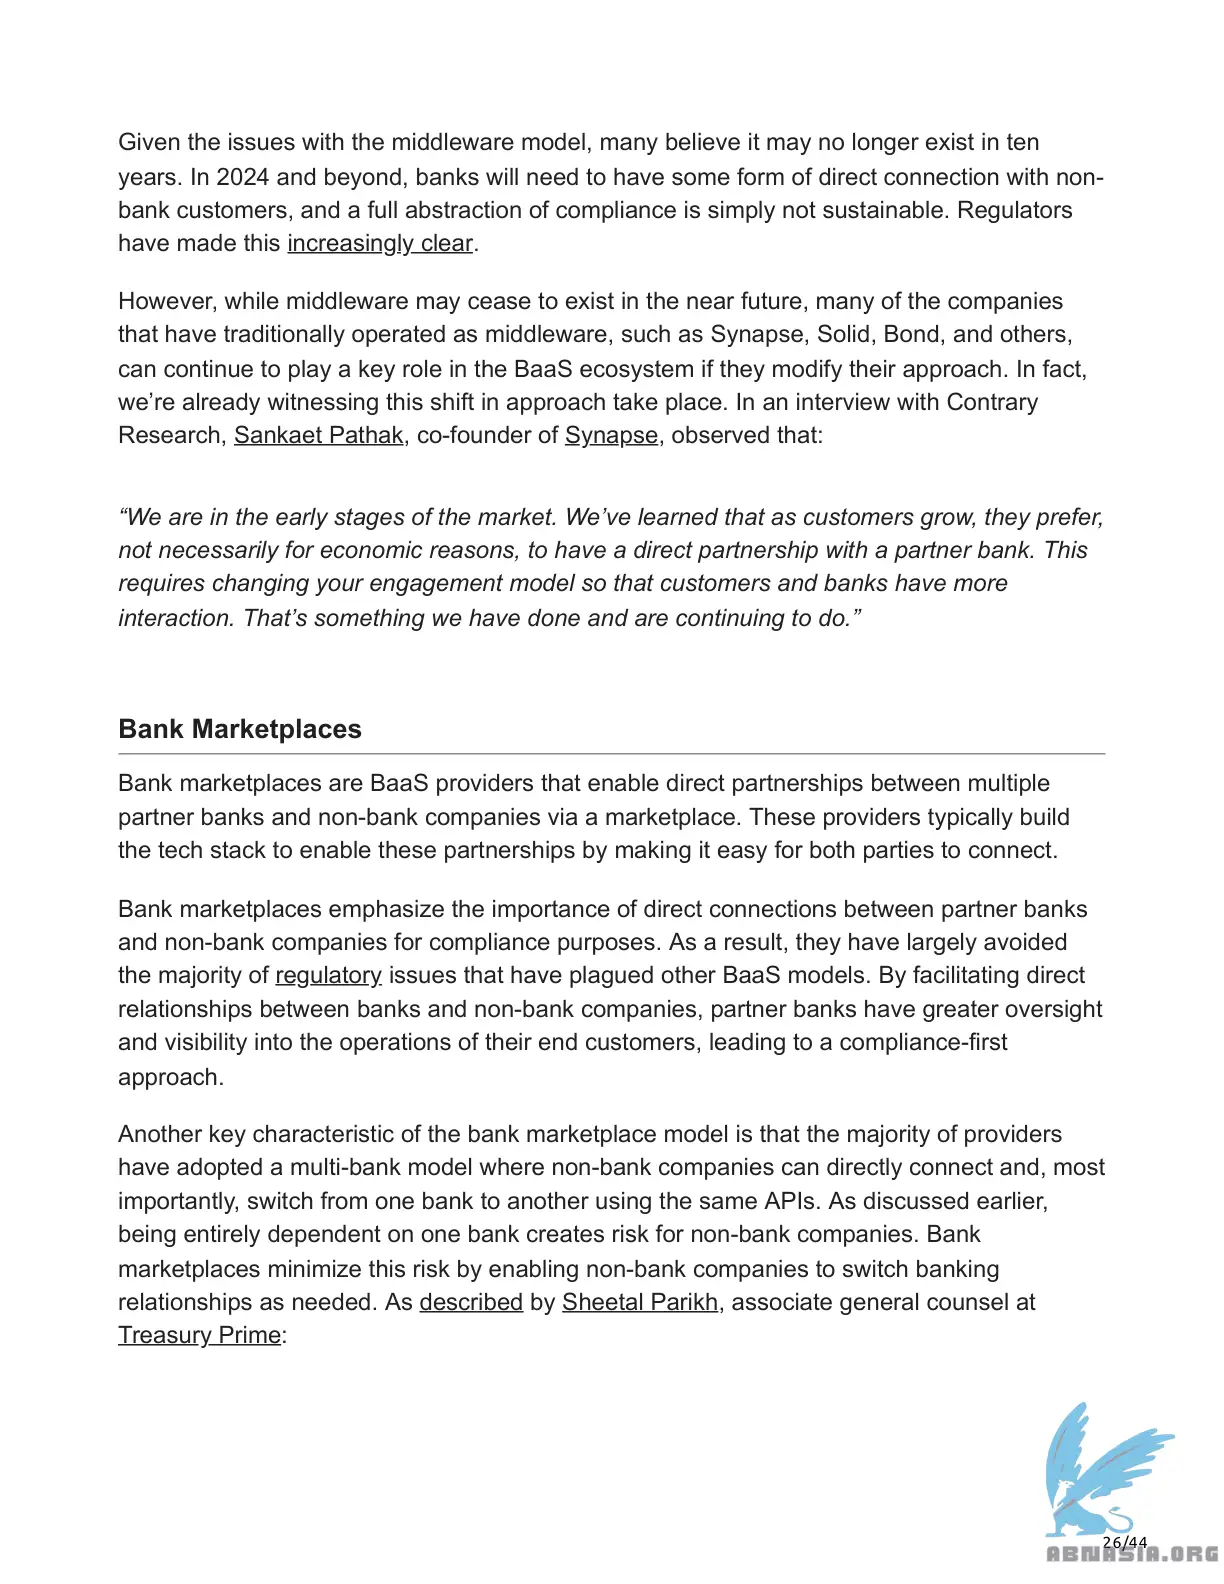 Given the issues with the middleware model, many believe it may no longer exist in ten
years. In 2024 and beyond, banks will need to have some form of direct connection with non-
bank customers, and a full abstraction of compliance is simply not sustainable. Regulators
have made this increasingly clear.
However, while middleware may cease to exist in the near future, many of the companies
that have traditionally operated as middleware, such as Synapse, Solid, Bond, and others,
can continue to play a key role in the BaaS ecosystem if they modify their approach. In fact,
we’re already witnessing this shift in approach take place. In an interview with Contrary
Research, Sankaet Pathak, co-founder of Synapse, observed that:
“We are in the early stages of the market. We’ve learned that as customers grow, they prefer,
not necessarily for economic reasons, to have a direct partnership with a partner bank. This
requires changing your engagement model so that customers and banks have more
interaction. That’s something we have done and are continuing to do.”
Bank Marketplaces
Bank marketplaces are BaaS providers that enable direct partnerships between multiple
partner banks and non-bank companies via a marketplace. These providers typically build
the tech stack to enable these partnerships by making it easy for both parties to connect.
Bank marketplaces emphasize the importance of direct connections between partner banks
and non-bank companies for compliance purposes. As a result, they have largely avoided
the majority of regulatory issues that have plagued other BaaS models. By facilitating direct
relationships between banks and non-bank companies, partner banks have greater oversight
and visibility into the operations of their end customers, leading to a compliance-first
approach.
Another key characteristic of the bank marketplace model is that the majority of providers
have adopted a multi-bank model where non-bank companies can directly connect and, most
importantly, switch from one bank to another using the same APIs. As discussed earlier,
being entirely dependent on one bank creates risk for non-bank companies. Bank
marketplaces minimize this risk by enabling non-bank companies to switch banking
relationships as needed. As described by Sheetal Parikh, associate general counsel at
Treasury Prime:
26/44
ABNASIA.ORG